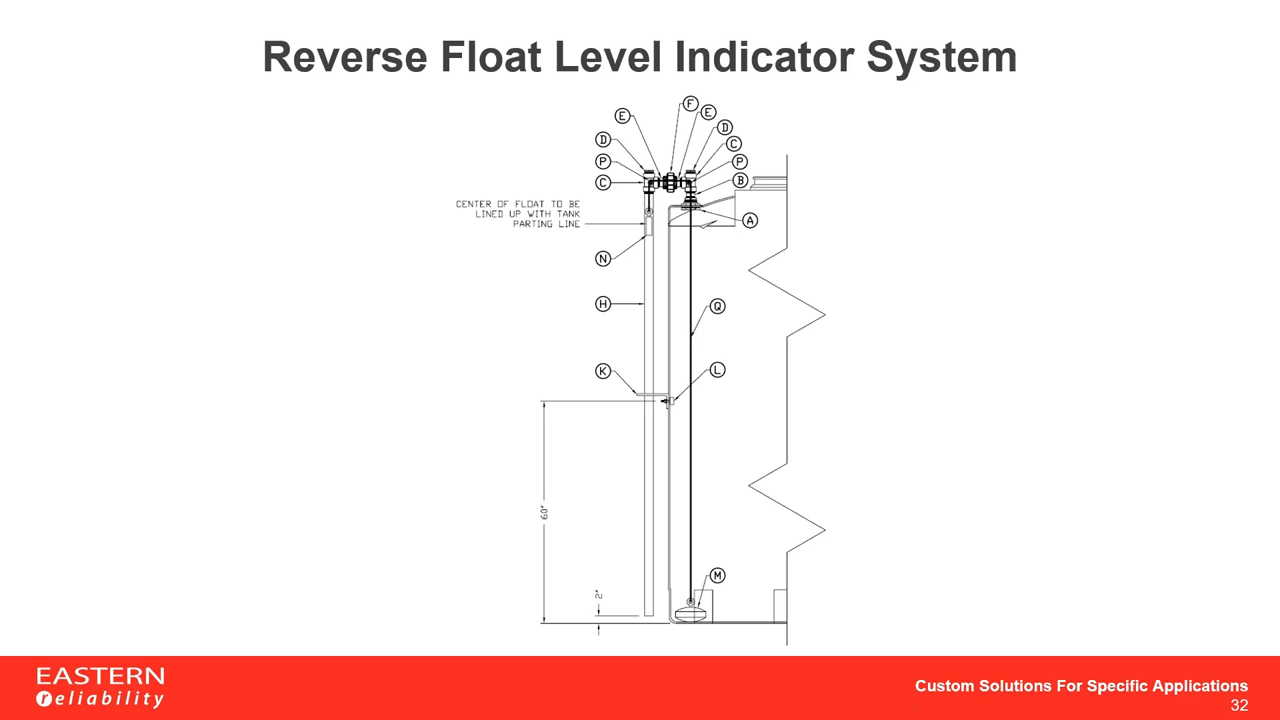 Reverse Float Level Indicator System
F
E
E
D
D
C
P
P
C
B
CENTER OF FLOAT TO BE
LINED UP WITH TANK
PARTING LINE
A
N
H
Q
K
L
60"
M
2"
EASTERN
reliability
Custom Solutions For Specific Applications
32